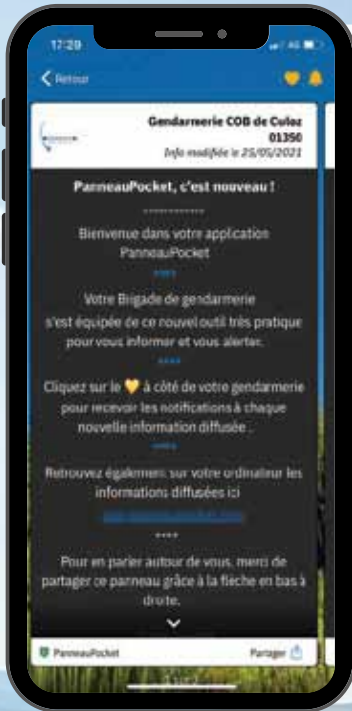 17:29
4G
Retour
Gendarmerie COB de Culoz
01350
Info modifiée le 25/05/2021
PanneauPocket, c'est nouveau !
------------
Bienvenue dans votre application
PanneauPocket
****
Votre Brigade de gendarmerie
s'est équipée de ce nouvel outil très pratique
pour vous informer et vous alerter.
****
Cliquez sur le 💛 à côté de votre gendarmerie
pour recevoir les notifications à chaque
nouvelle information diffusée .
****
Retrouvez également sur votre ordinateur les
informations diffusées ici
****
Pour en parler autour de vous, merci de
partager ce panneau grâce à la flèche en bas à
droite.
PanneauPocket
Partager